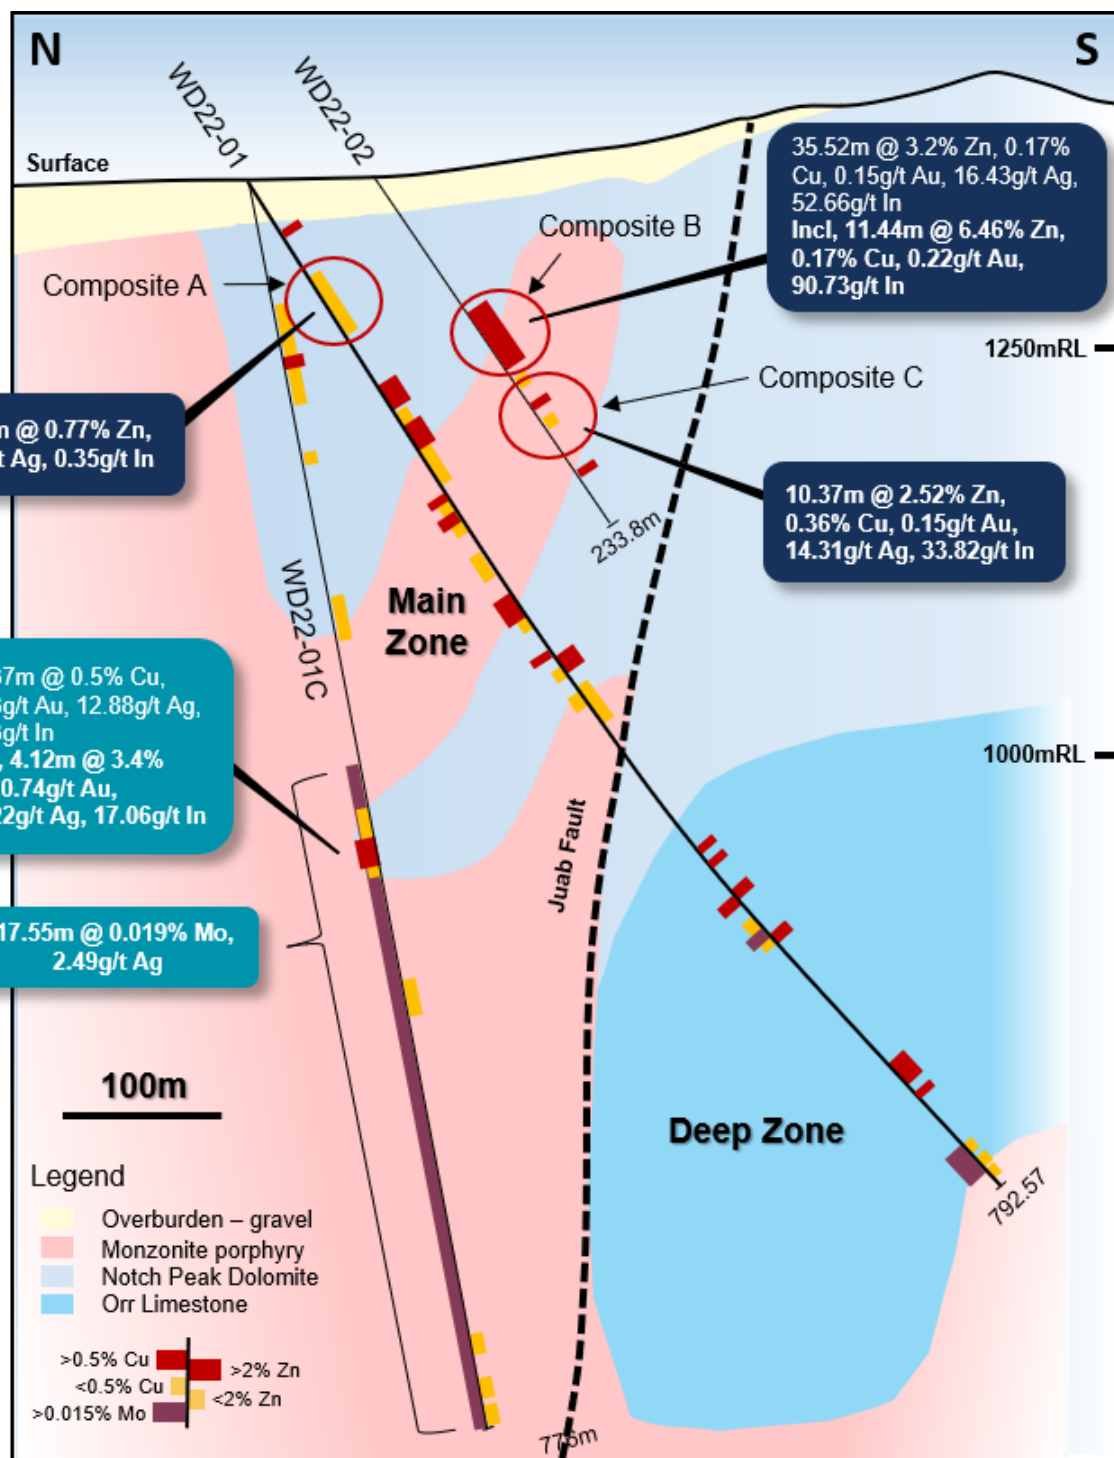 N
S
WD22-01
WD22-02
Surface
35.52m @ 3.2% Zn, 0.17%
Cu, 0.15g/t Au, 16.43g/t Ag,
52.66g/t In
Incl, 11.44m @ 6.46% Zn,
0.17% Cu, 0.22g/t Au,
90.73g/t In
Composite B
Composite A
1250mRL
Composite C
m @ 0.77% Zn,
t Ag, 0.35g/t In
10.37m @ 2.52% Zn,
0.36% Cu, 0.15g/t Au,
14.31g/t Ag, 33.82g/t In
233.8m
WD22-01C
Main
Zone
7m @ 0.5% Cu,
g/t Au, 12.88g/t Ag,
g/t In
, 4.12m @ 3.4%
0.74g/t Au,
2g/t Ag, 17.06g/t In
1000mRL
Juab Fault
17.55m @ 0.019% Mo,
2.49g/t Ag
100m
Deep Zone
792.57
Legend
Overburden – gravel
Monzonite porphyry
Notch Peak Dolomite
Orr Limestone
>0.5% Cu
>2% Zn
<0.5% Cu
<2% Zn
>0.015% Mo
776m